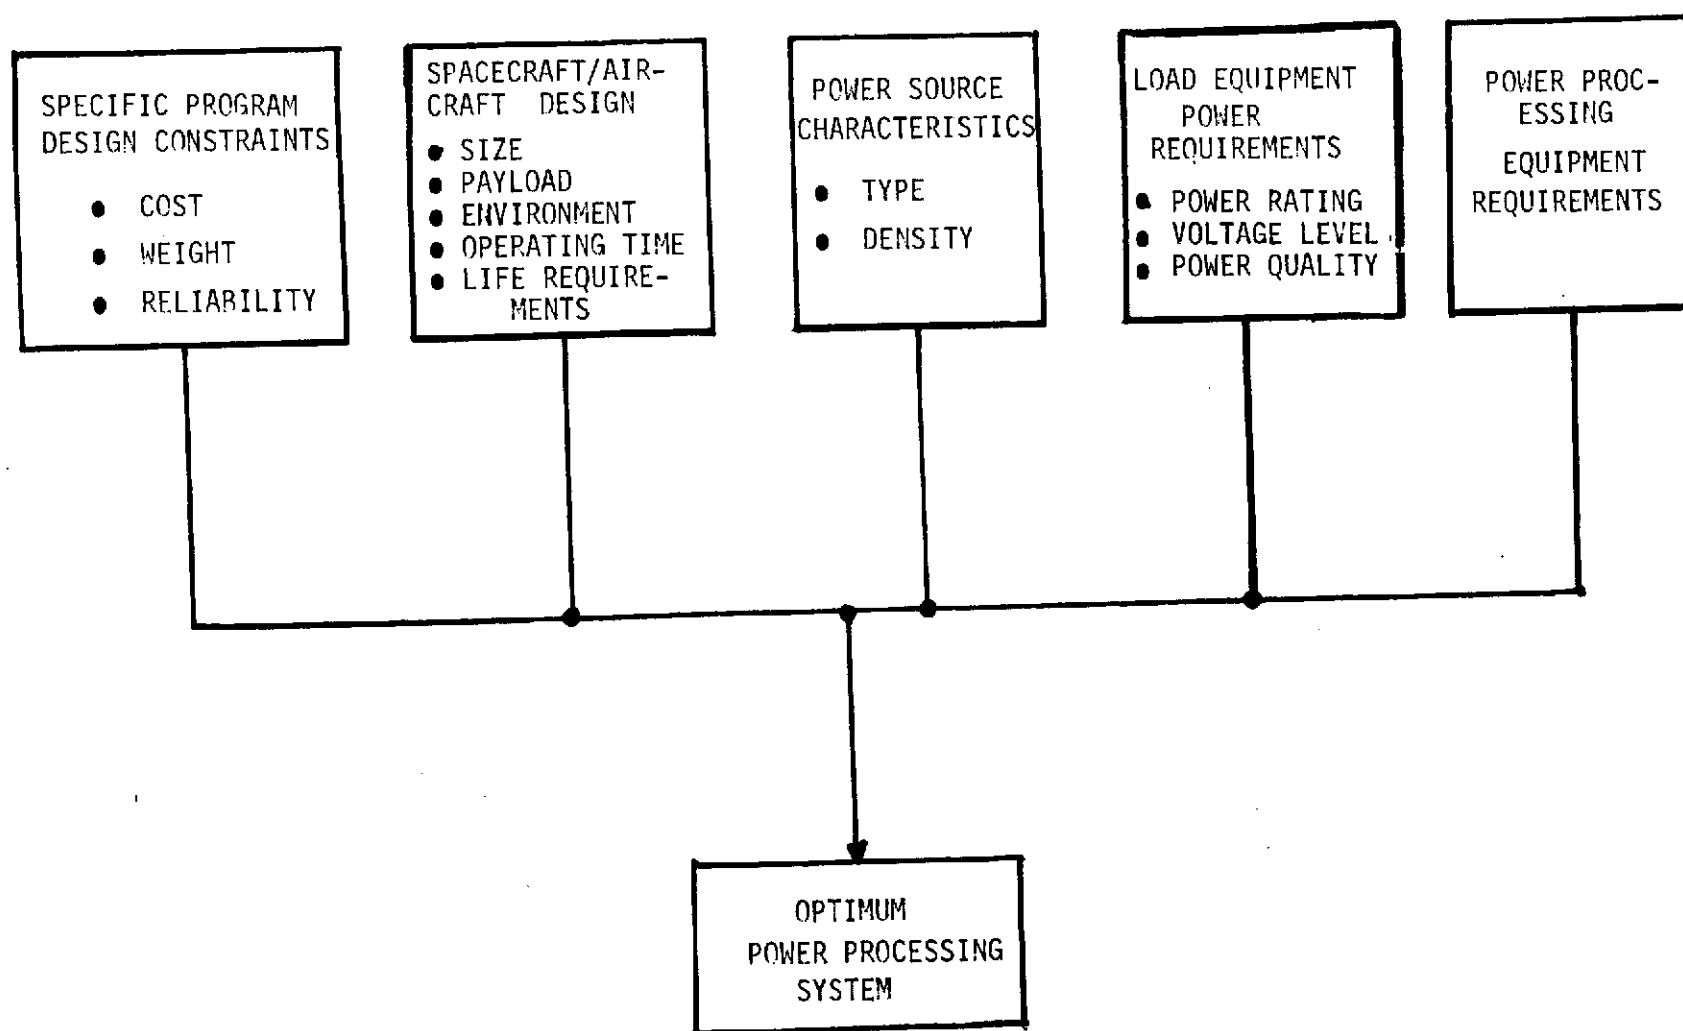 SPECIFIC PROGRAM
DESIGN CONSTRAINTS
• COST
• WEIGHT
• RELIABILITY
SPACECRAFT/AIR-
CRAFT DESIGN
• SIZE
• PAYLOAD
• ENVIRONMENT
• OPERATING TIME
• LIFE REQUIRE-
MENTS
POWER SOURCE
CHARACTERISTICS
• TYPE
• DENSITY
LOAD EQUIPMENT
POWER
REQUIREMENTS
• POWER RATING
• VOLTAGE LEVEL
• POWER QUALITY
POWER PROC-
ESSING
EQUIPMENT
REQUIREMENTS
OPTIMUM
POWER PROCESSING
SYSTEM